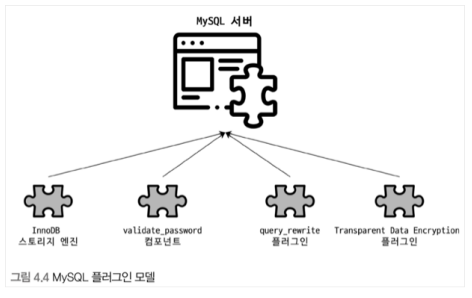 MySQL 서버
InnoDB
스토리지 엔진
validate_password
컴포넌트
query_rewrite
플러그인
Transparent Data Encryption
플러그인
그림 4.4 MySQL 플러그인 모델